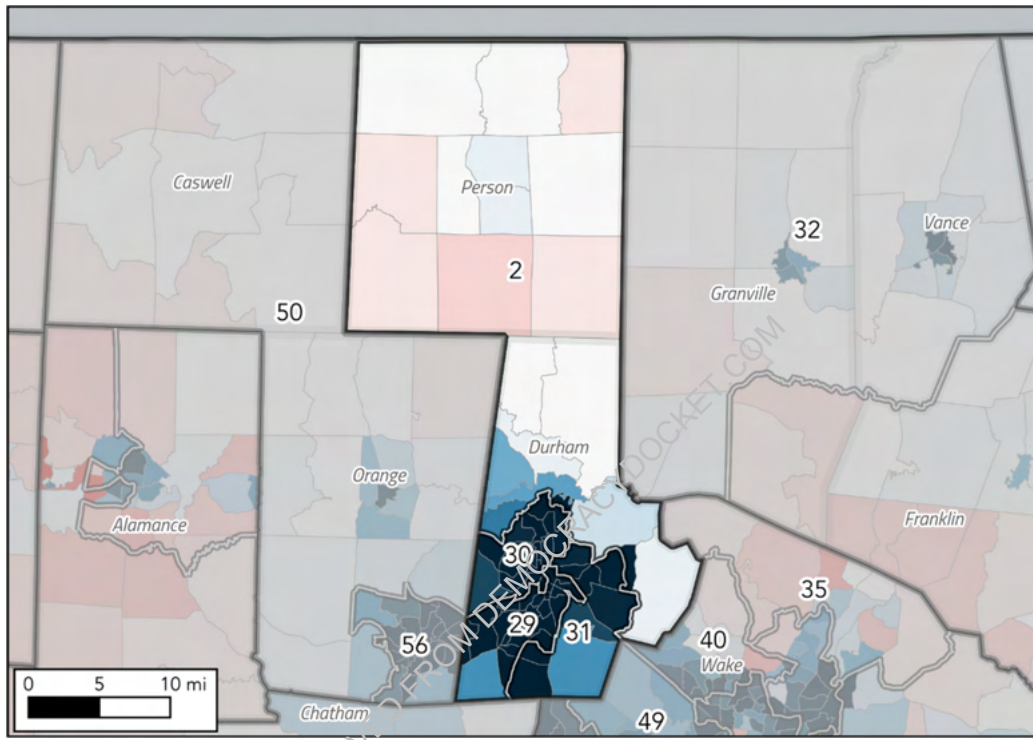 Caswell
Person
32
Vance
2
Granville
50
Durham
Orange
Alamance
Franklin
30
35
29
31
56
40
Wake
0 5 10 mi
Chatham
49
FROM DEMOCRACYDOCKET.COM